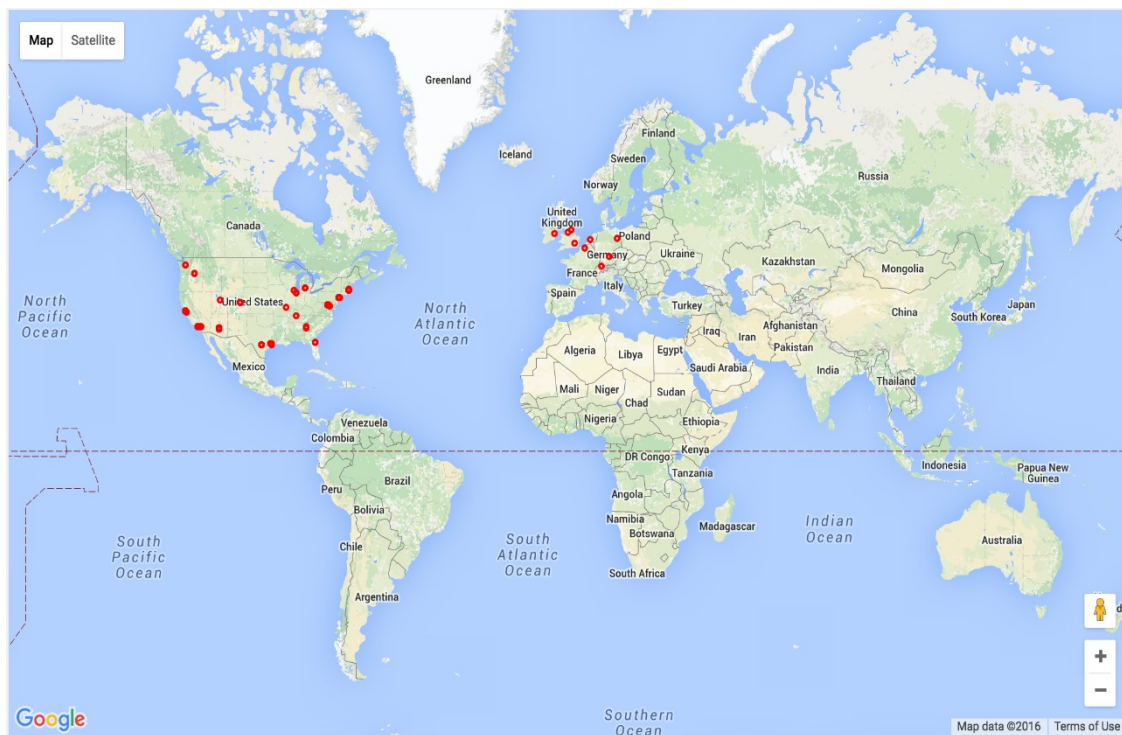 Map
Satellite
Greenland
Iceland
Finland
Sweden
Norway
Russia
Canada
United
Kingdom
Poland
Germany
Ukraine
France
Kazakhstan
Mongolia
North
Pacific
Ocean
United States
North
Atlantic
Ocean
Spain
Italy
Turkey
China
South Korea
Japan
Afghanistan
Iraq
Iran
Pakistan
Mexico
Algeria
Libya
Egypt
Saudi Arabia
India
Mali
Niger
Chad
Sudan
Thailand
Venezuela
Nigeria
Ethiopia
Colombia
Kenya
DR Congo
Tanzania
Indonesia
Papua New
Guinea
Peru
Brazil
Angola
Bolivia
Namibia
Botswana
Madagascar
Indian
Ocean
South
Pacific
Ocean
South
Atlantic
Ocean
Chile
Australia
South Africa
Argentina
Southern
Ocean
Google
Map data ©2016
Terms of Use